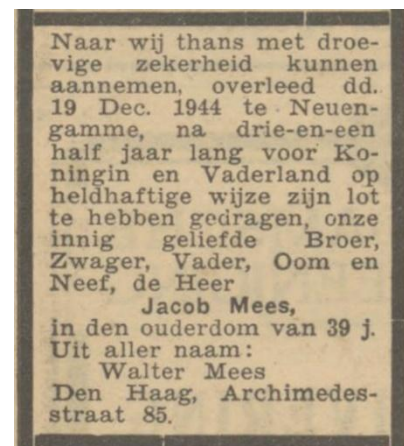 Naar wij thans met droe-
vige zekerheid kunnen
aannemen, overleed dd.
19 Dec. 1944 te Neuen-
gamme, na drie-en-een
half jaar lang voor Ko-
ningin en Vaderland op
heldhaftige wijze zijn lot
te hebben gedragen, onze
innig geliefde Broer,
Zwager, Vader, Oom en
Neef, de Heer
Jacob Mees,
in den ouderdom van 39 j.
Uit aller naam:
Walter Mees
Den Haag, Archimedes-
straat 85.